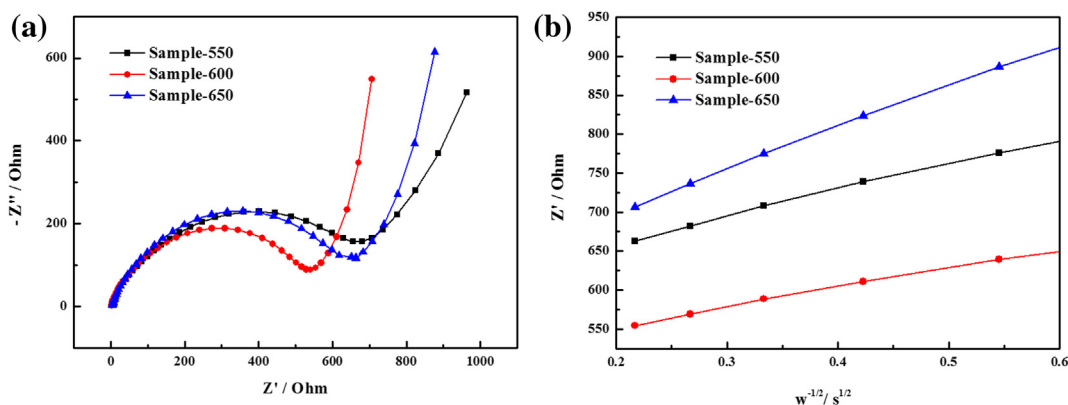 (a)
Sample-550
Sample-600
Sample-650
600
400
200
0
- Z" / Ohm
0 200 400 600 800 1000
Z' / Ohm
(b)
Sample-550
Sample-600
Sample-650
950
900
850
800
750
700
650
600
550
Z' / Ohm
0.2 0.3 0.4 0.5 0.6
w^-1/2/ s^1/2